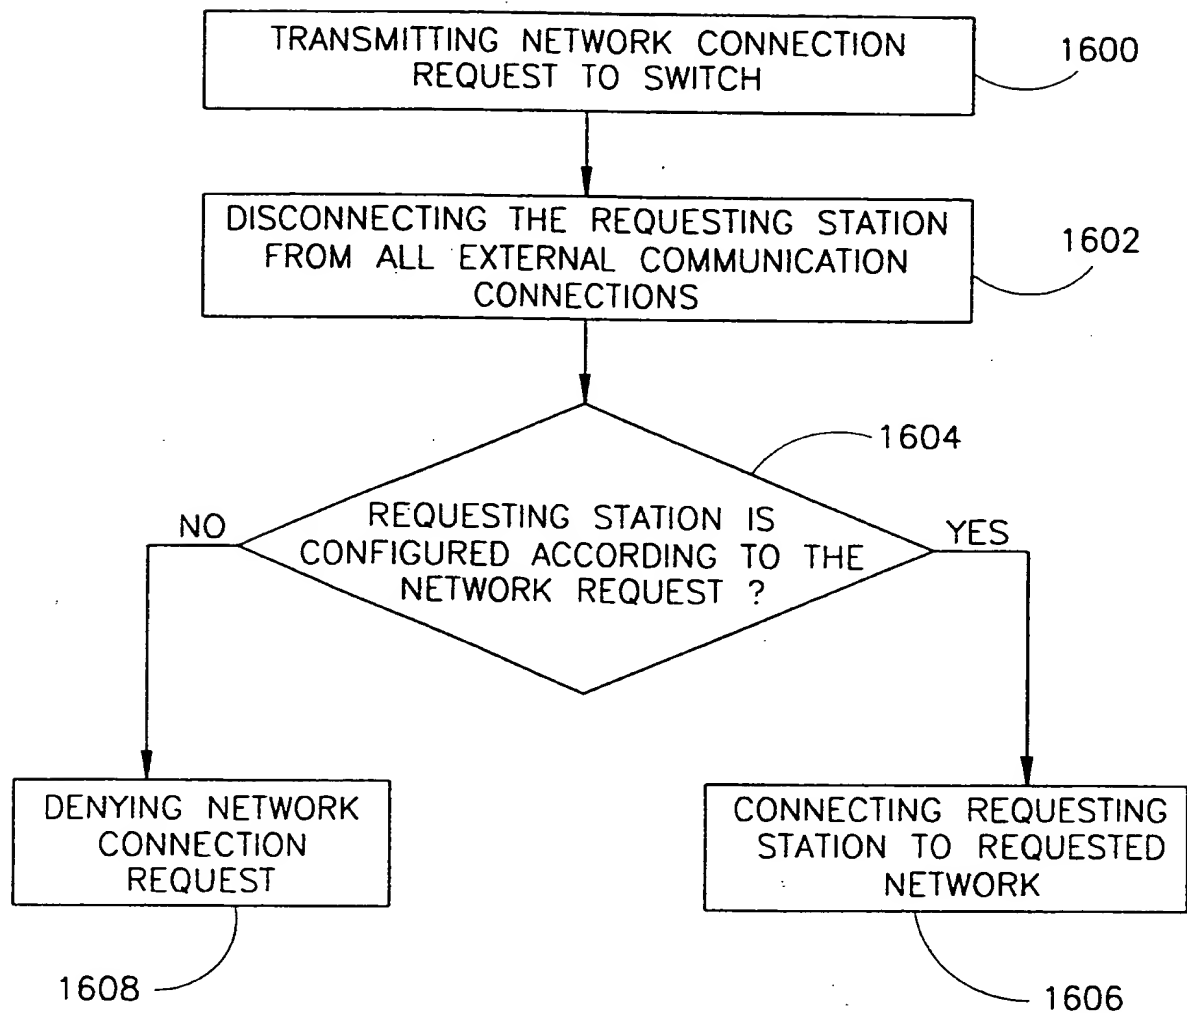 TRANSMITTING NETWORK CONNECTION
REQUEST TO SWITCH
1600
DISCONNECTING THE REQUESTING STATION
FROM ALL EXTERNAL COMMUNICATION
CONNECTIONS
1602
1604
REQUESTING STATION IS
CONFIGURED ACCORDING TO THE
NETWORK REQUEST ?
NO
YES
DENYING NETWORK
CONNECTION
REQUEST
1608
CONNECTING REQUESTING
STATION TO REQUESTED
NETWORK
1606